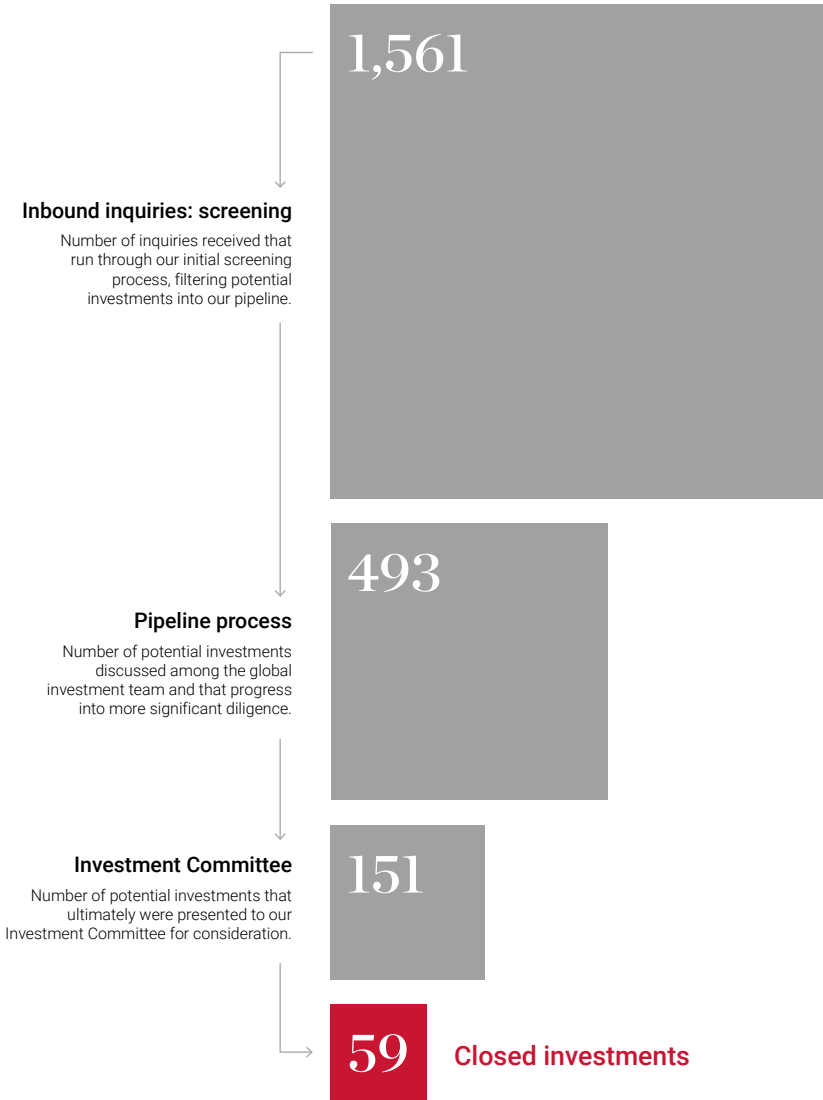 1,561
Inbound inquiries: screening
Number of inquiries received that
run through our initial screening
process, filtering potential
investments into our pipeline.
493
Pipeline process
Number of potential investments
discussed among the global
investment team and that progress
into more significant diligence.
151
Investment Committee
Number of potential investments that
ultimately were presented to our
Investment Committee for consideration.
59
Closed investments